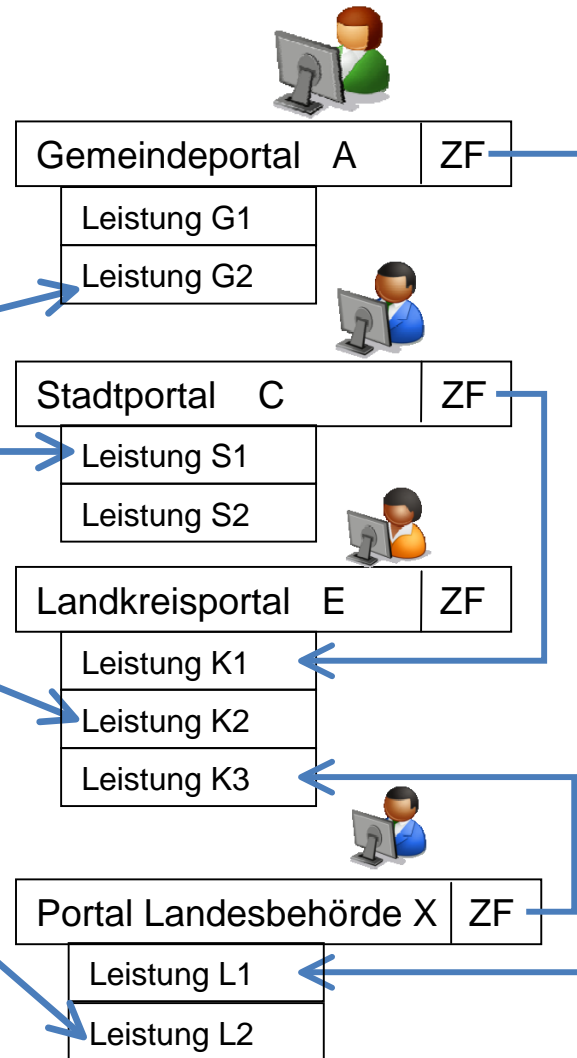 Gemeindeportal A ZF
Leistung G1
Leistung G2
Stadtportal C ZF
Leistung S1
Leistung S2
Landkreisportal E ZF
Leistung K1
Leistung K2
Leistung K3
Portal Landesbehörde X ZF
Leistung L1
Leistung L2